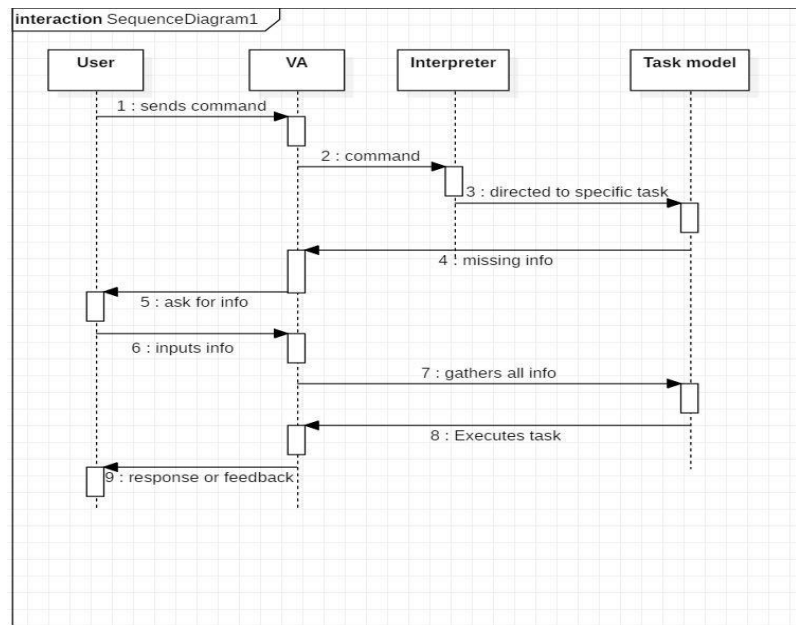 interaction SequenceDiagram1
User
VA
Interpreter
Task model
1 : sends command
2 : command
3 : directed to specific task
4 : missing info
5 : ask for info
6 : inputs info
7 : gathers all info
8 : Executes task
9 : response or feedback